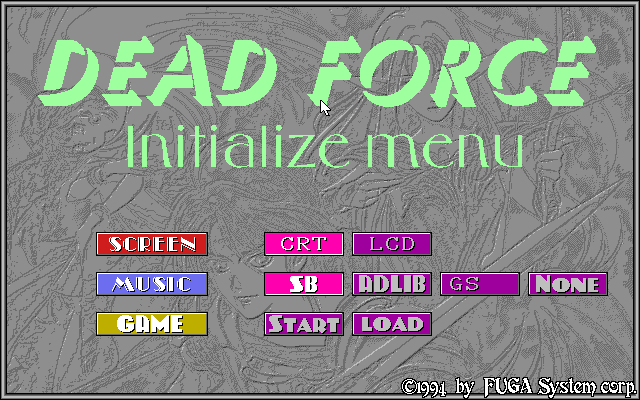 DEAD FORCE
Initialize menu
SCREEN CRT LCD
MUSIC SB ADLIB GS None
GAME Start LOAD
©1994 by FUGA System corp.